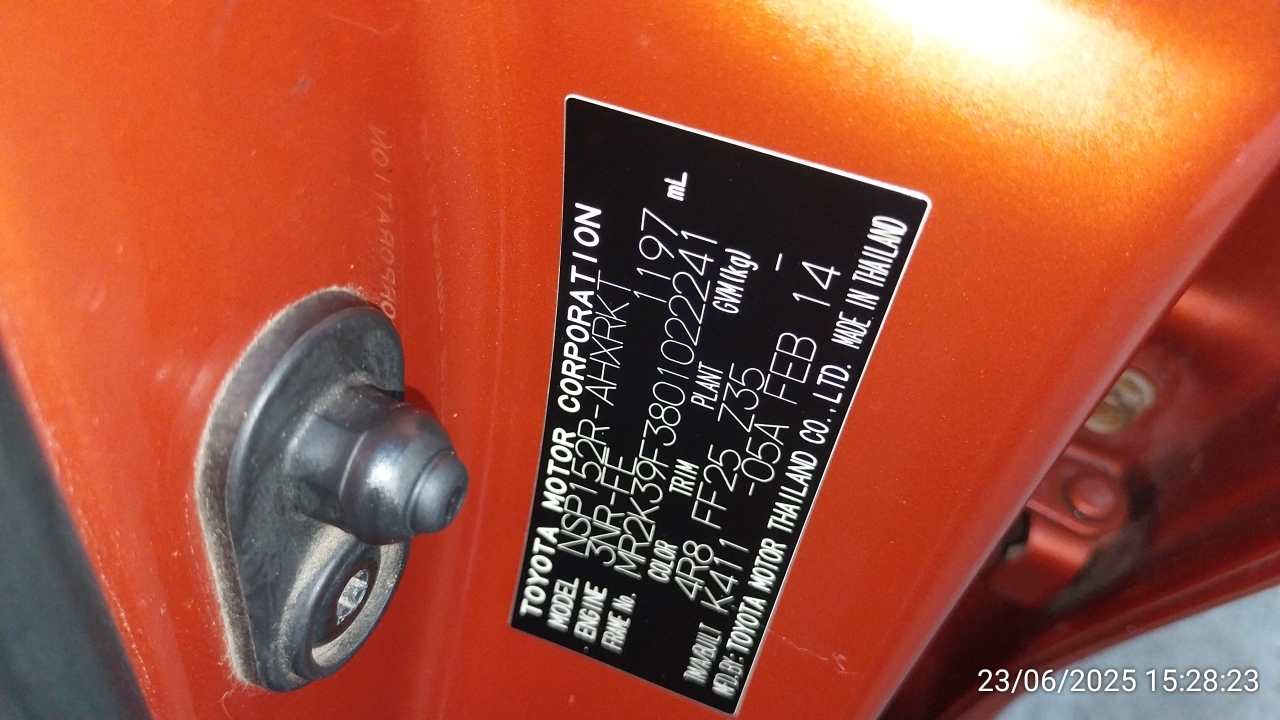 TOYOTA MOTOR CORPORATION
MODEL NSP152R-AHXRKT
ENGINE 3NR-FE 1197 mL
FRAME No. MR2K39F3801022241
COLOR TRIM PLANT GVM(kg)
4R8 FF25 Z35 -
K411 -05A FEB 14
MFD.BY: TOYOTA MOTOR THAILAND CO.,LTD. MADE IN THAILAND
23/06/2025 15:28:23